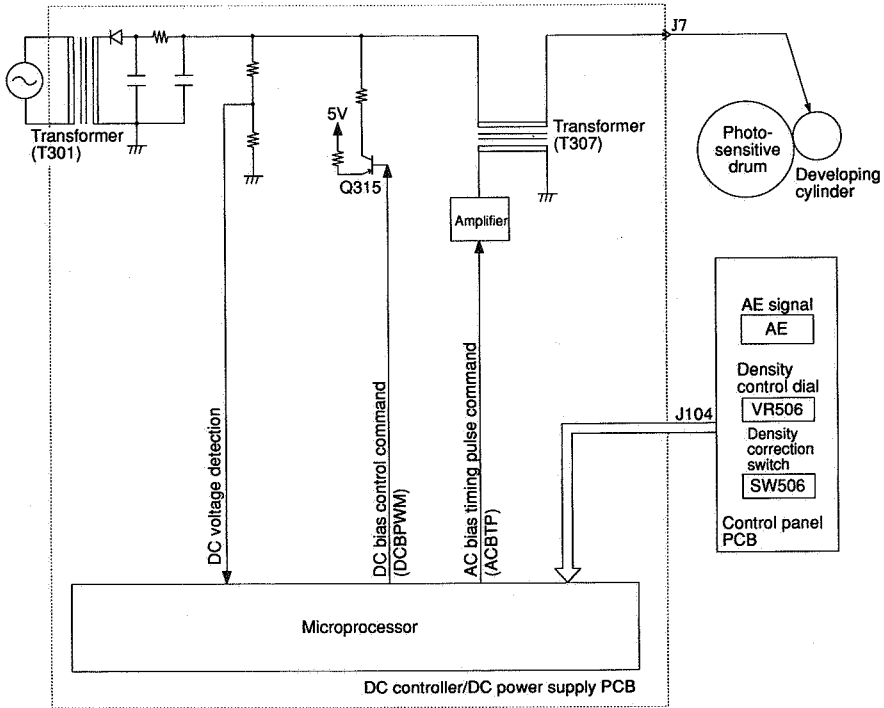 J7
Transformer
(T301)
5V
Q315
Transformer
(T307)
Amplifier
Photo-
sensitive
drum
Developing
cylinder
AE signal
AE
Density
control dial
VR506
Density
correction
switch
SW506
Control panel
PCB
J104
DC voltage detection
DC bias control command
(DCBPWM)
AC bias timing pulse command
(ACBTP)
Microprocessor
DC controller/DC power supply PCB